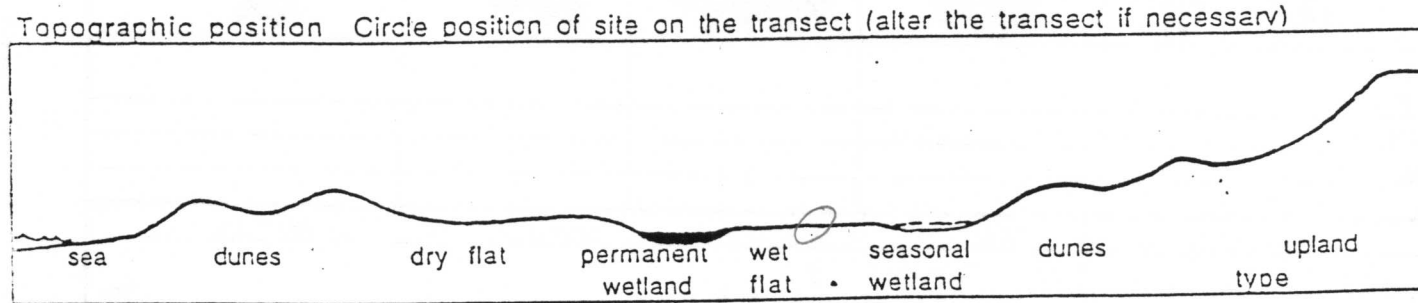 Topographic position Circle position of site on the transect (alter the transect if necessary)
sea dunes dry flat permanent wet seasonal dunes upland
wetland flat wetland type